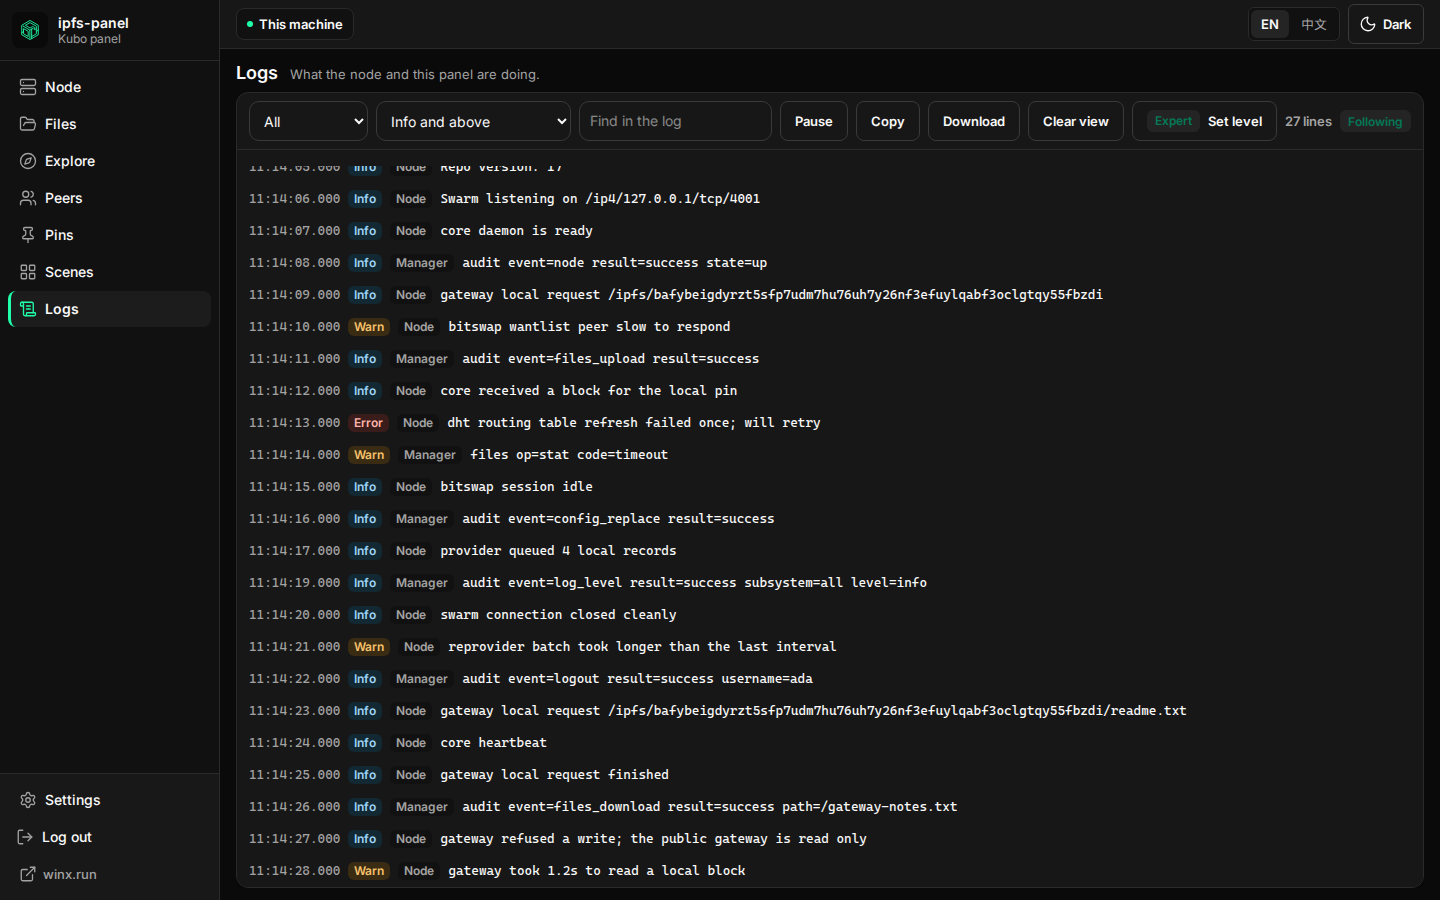 ipfs-panel
Kubo panel
This machine
EN 中文 Dark
Node
Files
Explore
Peers
Pins
Scenes
Logs
Settings
Log out
winx.run
Logs What the node and this panel are doing.
All Info and above Find in the log Pause Copy Download Clear view Expert Set level 27 lines Following
11:14:05.000 Info Node Repo version: 17
11:14:06.000 Info Node Swarm listening on /ip4/127.0.0.1/tcp/4001
11:14:07.000 Info Node core daemon is ready
11:14:08.000 Info Manager audit event=node result=success state=up
11:14:09.000 Info Node gateway local request /ipfs/bafybeigdyrzt5sfp7udm7hu76uh7y26nf3efuylqabf3oclgtqy55fbzdi
11:14:10.000 Warn Node bitswap wantlist peer slow to respond
11:14:11.000 Info Manager audit event=files_upload result=success
11:14:12.000 Info Node core received a block for the local pin
11:14:13.000 Error Node dht routing table refresh failed once; will retry
11:14:14.000 Warn Manager files op=stat code=timeout
11:14:15.000 Info Node bitswap session idle
11:14:16.000 Info Manager audit event=config_replace result=success
11:14:17.000 Info Node provider queued 4 local records
11:14:19.000 Info Manager audit event=log_level result=success subsystem=all level=info
11:14:20.000 Info Node swarm connection closed cleanly
11:14:21.000 Warn Node reprovider batch took longer than the last interval
11:14:22.000 Info Manager audit event=logout result=success username=ada
11:14:23.000 Info Node gateway local request /ipfs/bafybeigdyrzt5sfp7udm7hu76uh7y26nf3efuylqabf3oclgtqy55fbzdi/readme.txt
11:14:24.000 Info Node core heartbeat
11:14:25.000 Info Node gateway local request finished
11:14:26.000 Info Manager audit event=files_download result=success path=/gateway-notes.txt
11:14:27.000 Info Node gateway refused a write; the public gateway is read only
11:14:28.000 Warn Node gateway took 1.2s to read a local block